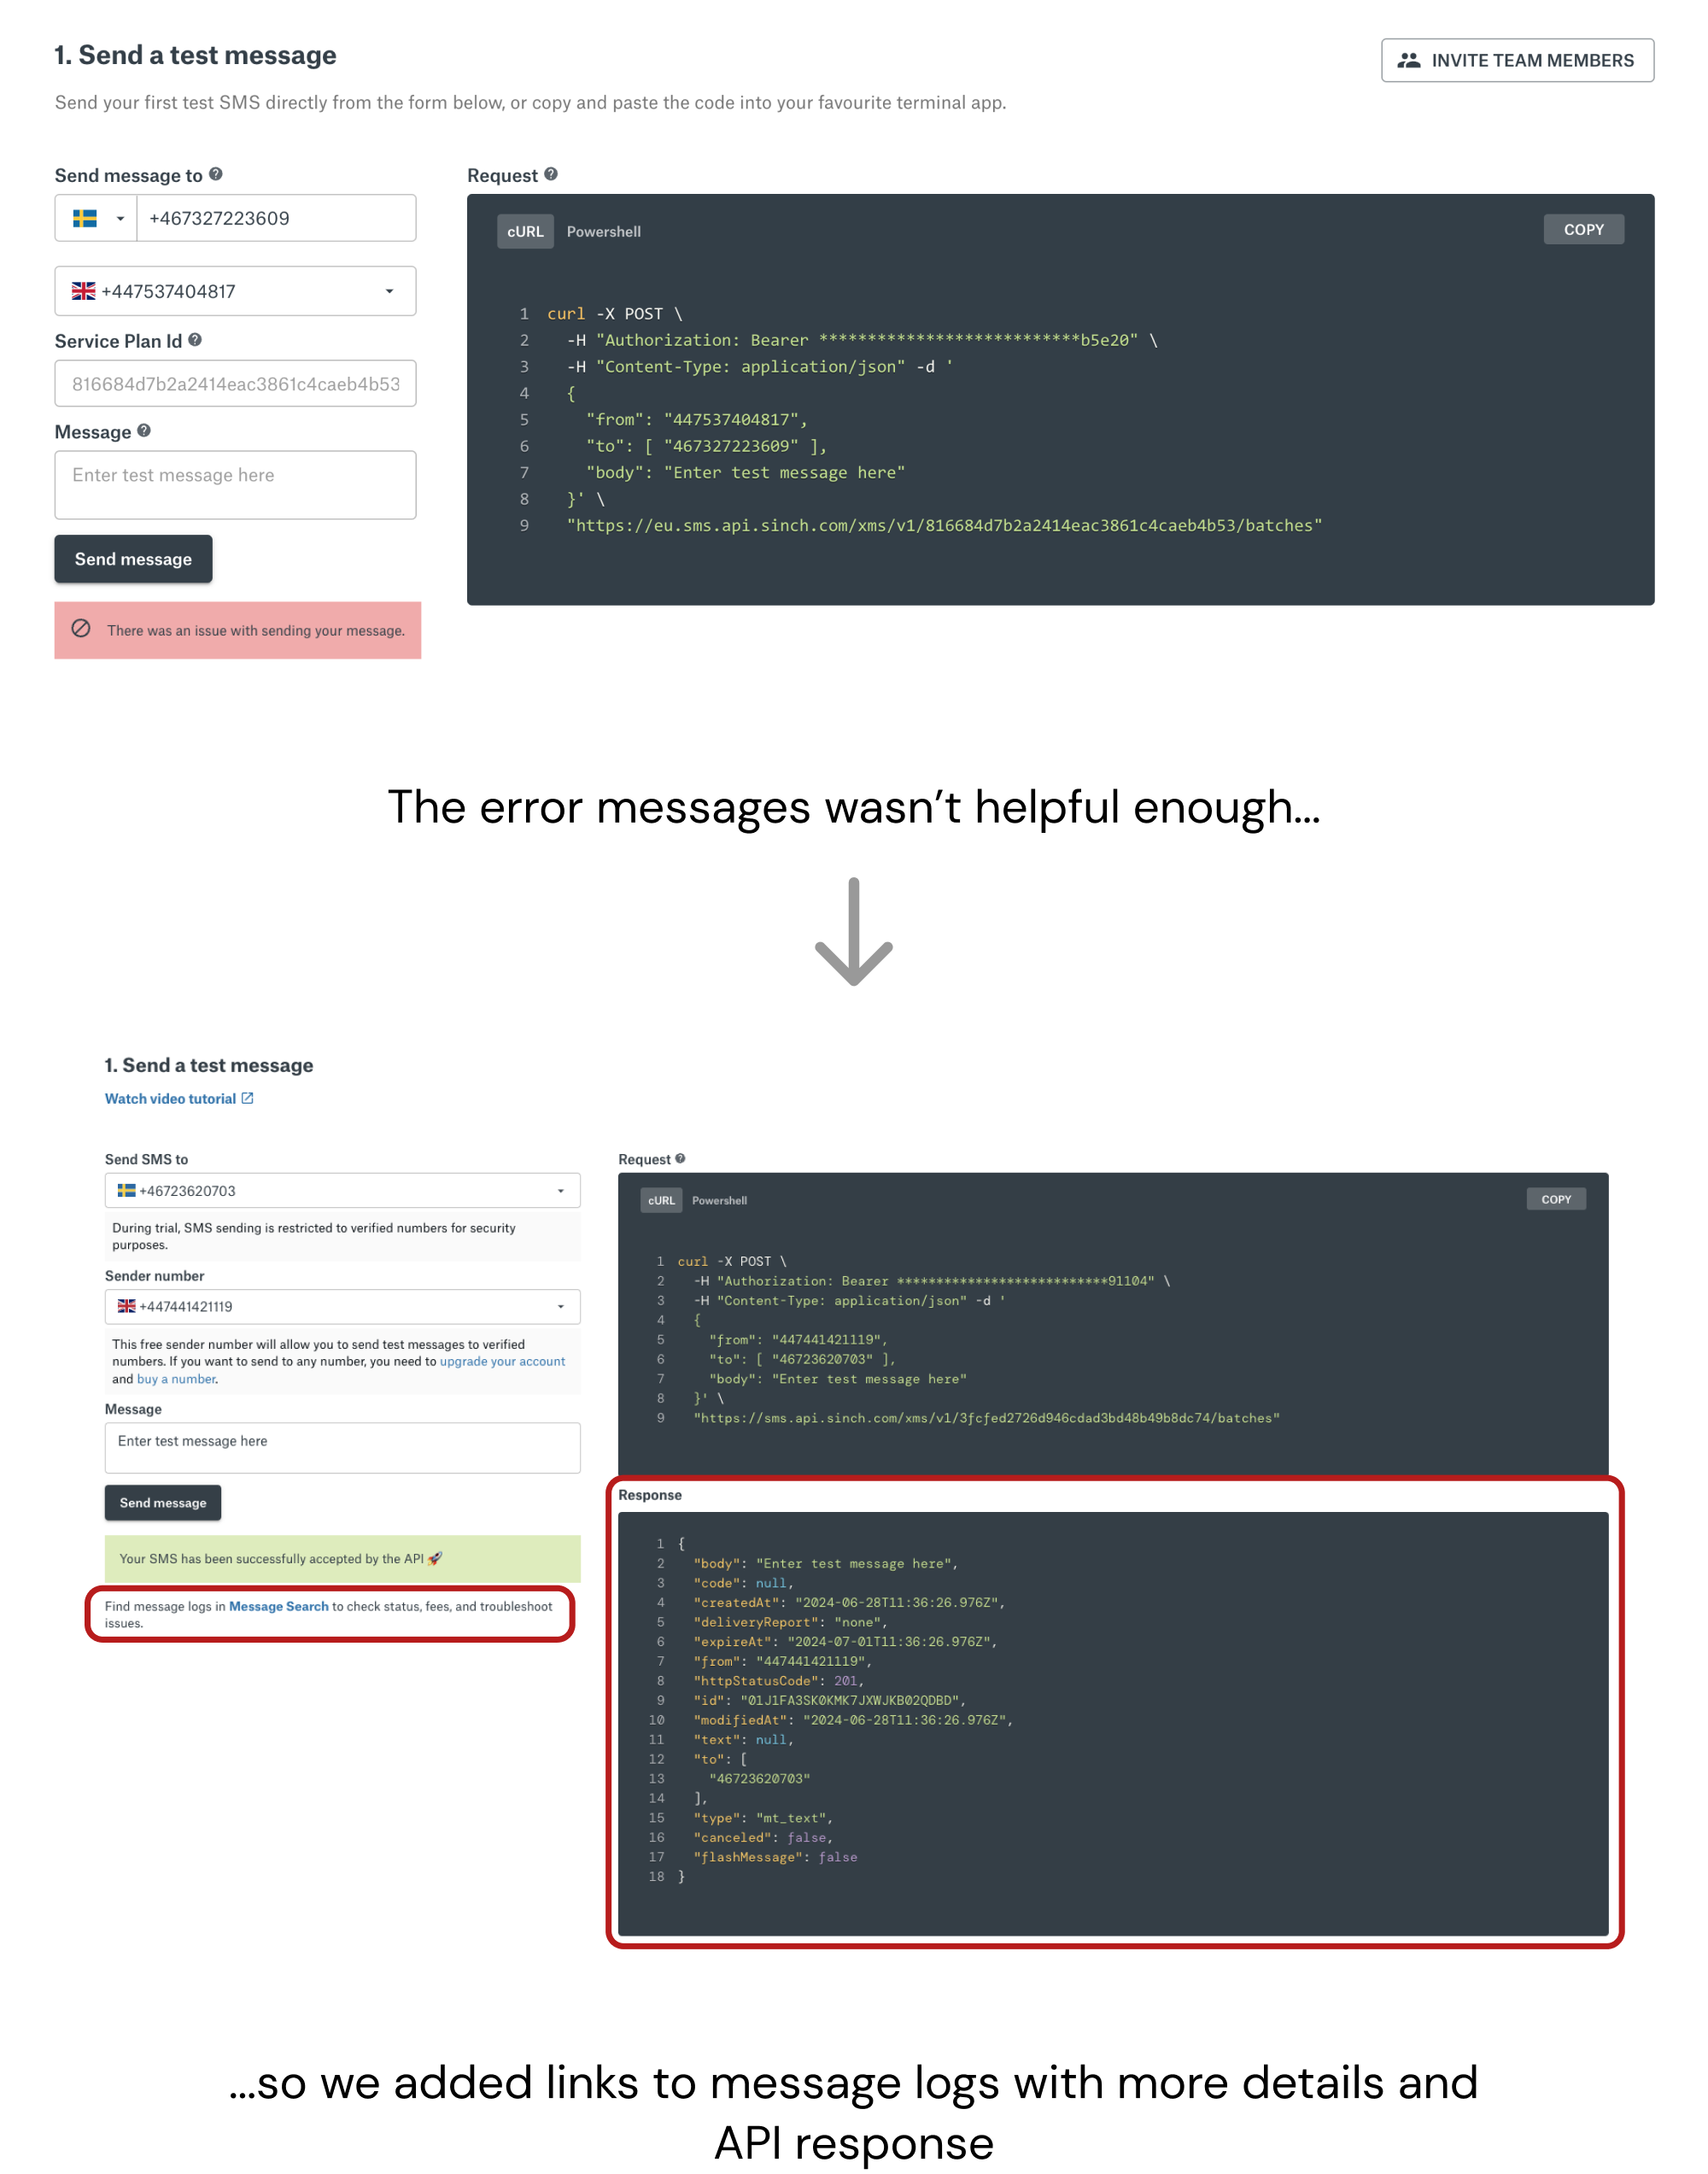 1. Send a test message
INVITE TEAM MEMBERS
Send your first test SMS directly from the form below, or copy and paste the code into your favourite terminal app.
Send message to
+467327223609
+447537404817
Service Plan Id
816684d7b2a2414eac3861c4caeb4b53
Message
Enter test message here
Send message
There was an issue with sending your message.
Request
cURL Powershell COPY
1 curl -X POST \
2 -H "Authorization: Bearer ***************************b5e20" \
3 -H "Content-Type: application/json" -d '
4 {
5 "from": "447537404817",
6 "to": [ "467327223609" ],
7 "body": "Enter test message here"
8 }' \
9 "https://eu.sms.api.sinch.com/xms/v1/816684d7b2a2414eac3861c4caeb4b53/batches"
The error messages wasn’t helpful enough...
1. Send a test message
Watch video tutorial
Send SMS to
+46723620703
During trial, SMS sending is restricted to verified numbers for security
purposes.
Sender number
+447441421119
This free sender number will allow you to send test messages to verified
numbers. If you want to send to any number, you need to upgrade your account
and buy a number.
Message
Enter test message here
Send message
Your SMS has been successfully accepted by the API 🚀
Find message logs in Message Search to check status, fees, and troubleshoot
issues.
Request
cURL Powershell COPY
1 curl -X POST \
2 -H "Authorization: Bearer ***************************91104" \
3 -H "Content-Type: application/json" -d '
4 {
5 "from": "447441421119",
6 "to": [ "46723620703" ],
7 "body": "Enter test message here"
8 }' \
9 "https://sms.api.sinch.com/xms/v1/3fcfed2726d946cdad3bd48b49b8dc74/batches"
Response
1 {
2 "body": "Enter test message here",
3 "code": null,
4 "createdAt": "2024-06-28T11:36:26.976Z",
5 "deliveryReport": "none",
6 "expireAt": "2024-07-01T11:36:26.976Z",
7 "from": "447441421119",
8 "httpStatusCode": 201,
9 "id": "01J1FA3SK0KMK7JXWJKB02QDBD",
10 "modifiedAt": "2024-06-28T11:36:26.976Z",
11 "text": null,
12 "to": [
13 "46723620703"
14 ],
15 "type": "mt_text",
16 "canceled": false,
17 "flashMessage": false
18 }
...so we added links to message logs with more details and
API response